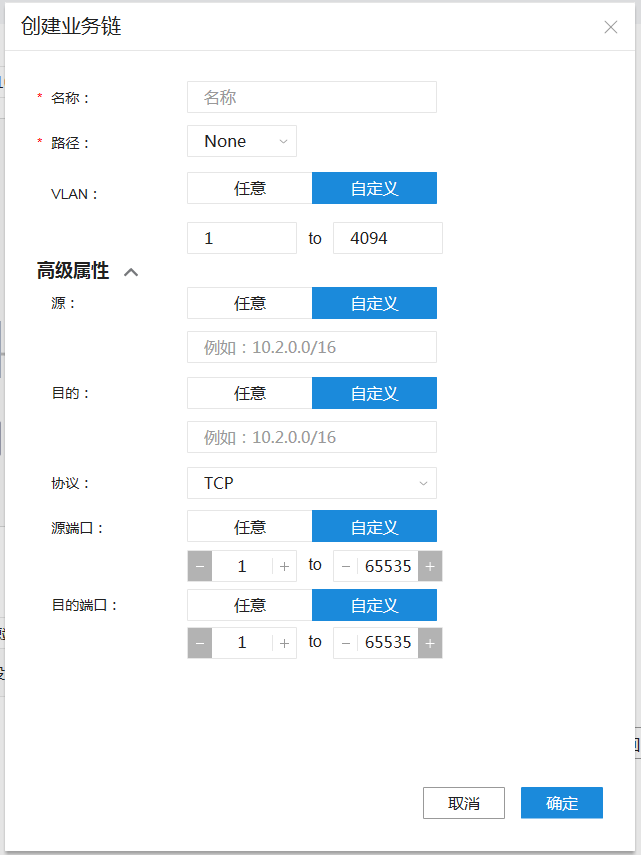 创建业务链
* 名称： 名称
* 路径： None
VLAN： 任意 自定义
1 to 4094
高级属性
源： 任意 自定义
例如：10.2.0.0/16
目的： 任意 自定义
例如：10.2.0.0/16
协议： TCP
源端口： 任意 自定义
− 1 + to − 65535 +
目的端口： 任意 自定义
− 1 + to − 65535 +
取消 确定